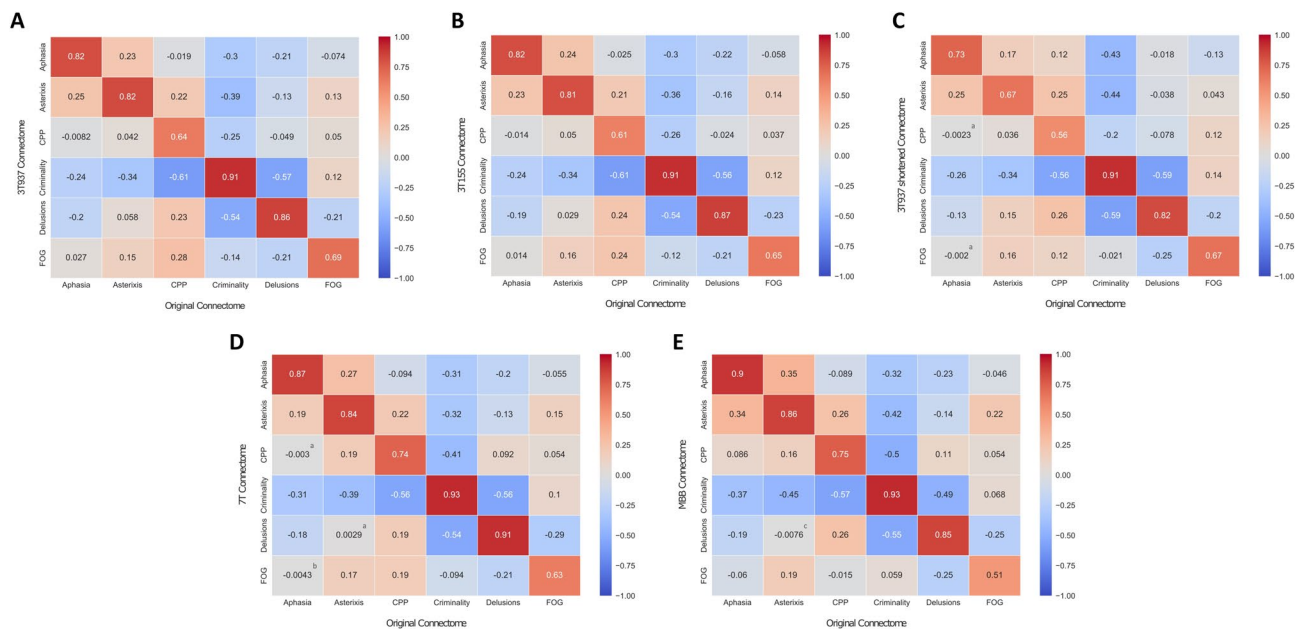 A
Aphasia 0.82 0.23 -0.019 -0.3 -0.21 -0.074
Asterixis 0.25 0.82 0.22 -0.39 -0.13 0.13
CPP -0.0082 0.042 0.64 -0.25 -0.049 0.05
Criminality -0.24 -0.34 -0.61 0.91 -0.57 0.12
Delusions -0.2 0.058 0.23 -0.54 0.86 -0.21
FOG 0.027 0.15 0.28 -0.14 -0.21 0.69
Aphasia Asterixis CPP Criminality Delusions FOG
3T937 Connectome
Original Connectome
1.00
0.75
0.50
0.25
0.00
−0.25
−0.50
−0.75
−1.00
B
Aphasia 0.82 0.24 -0.025 -0.3 -0.22 -0.058
Asterixis 0.23 0.81 0.21 -0.36 -0.16 0.14
CPP -0.014 0.05 0.61 -0.26 -0.024 0.037
Criminality -0.24 -0.34 -0.61 0.91 -0.56 0.12
Delusions -0.19 0.029 0.24 -0.54 0.87 -0.23
FOG 0.014 0.16 0.24 -0.12 -0.21 0.65
Aphasia Asterixis CPP Criminality Delusions FOG
3T155 Connectome
Original Connectome
1.00
0.75
0.50
0.25
0.00
−0.25
−0.50
−0.75
−1.00
C
Aphasia 0.73 0.17 0.12 -0.43 -0.018 -0.13
Asterixis 0.25 0.67 0.25 -0.44 -0.038 0.043
CPP -0.0023 a 0.036 0.56 -0.2 -0.078 0.12
Criminality -0.26 -0.34 -0.56 0.91 -0.59 0.14
Delusions -0.13 0.15 0.26 -0.59 0.82 -0.2
FOG -0.002 a 0.16 0.12 -0.021 -0.25 0.67
Aphasia Asterixis CPP Criminality Delusions FOG
3T937 shortened Connectome
Original Connectome
1.00
0.75
0.50
0.25
0.00
−0.25
−0.50
−0.75
−1.00
D
Aphasia 0.87 0.27 -0.094 -0.31 -0.2 -0.055
Asterixis 0.19 0.84 0.22 -0.32 -0.13 0.15
CPP -0.003 a 0.19 0.74 -0.41 0.092 0.054
Criminality -0.31 -0.39 -0.56 0.93 -0.56 0.1
Delusions -0.18 0.0029 a 0.19 -0.54 0.91 -0.29
FOG -0.0043 b 0.17 0.19 -0.094 -0.21 0.63
Aphasia Asterixis CPP Criminality Delusions FOG
7T Connectome
Original Connectome
1.00
0.75
0.50
0.25
0.00
−0.25
−0.50
−0.75
−1.00
E
Aphasia 0.9 0.35 -0.089 -0.32 -0.23 -0.046
Asterixis 0.34 0.86 0.26 -0.42 -0.14 0.22
CPP 0.086 0.16 0.75 -0.5 0.11 0.054
Criminality -0.37 -0.45 -0.57 0.93 -0.49 0.068
Delusions -0.19 -0.0076 c 0.26 -0.55 0.85 -0.25
FOG -0.06 0.19 -0.015 0.059 -0.25 0.51
Aphasia Asterixis CPP Criminality Delusions FOG
MBB Connectome
Original Connectome
1.00
0.75
0.50
0.25
0.00
−0.25
−0.50
−0.75
−1.00